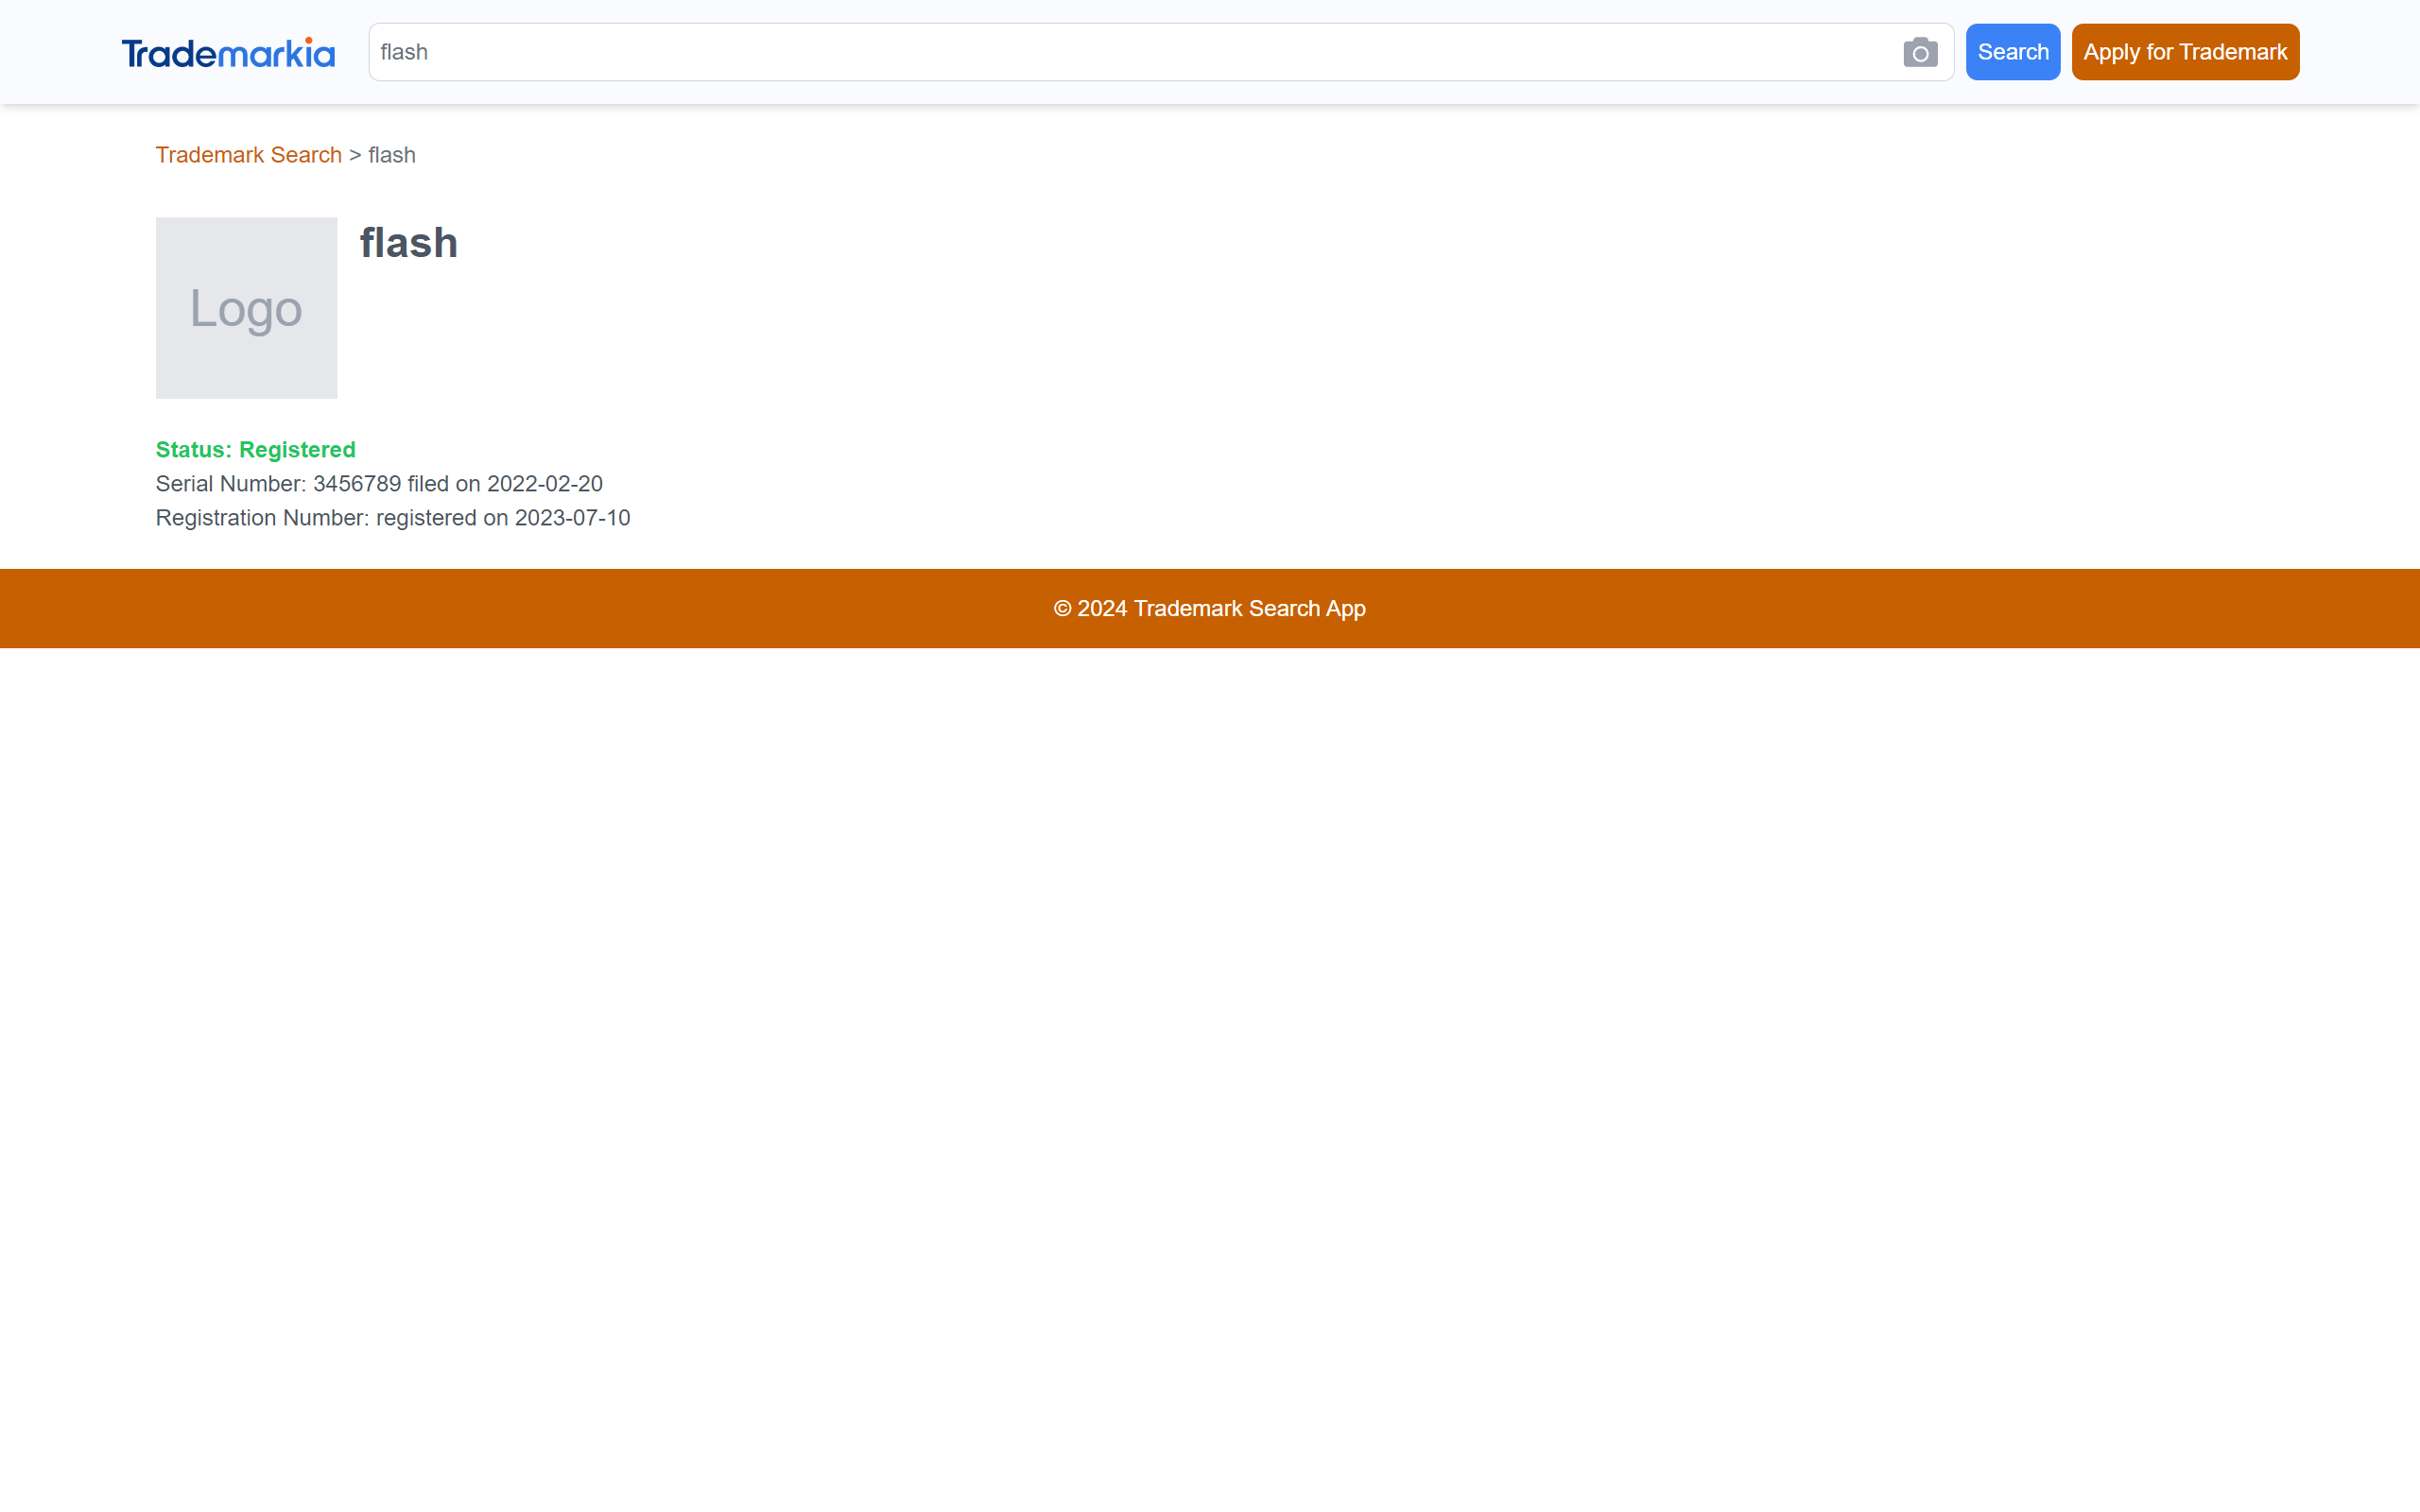 Trademarkia
flash
Search
Apply for Trademark
Trademark Search > flash
Logo
flash
Status: Registered
Serial Number: 3456789 filed on 2022-02-20
Registration Number: registered on 2023-07-10
© 2024 Trademark Search App